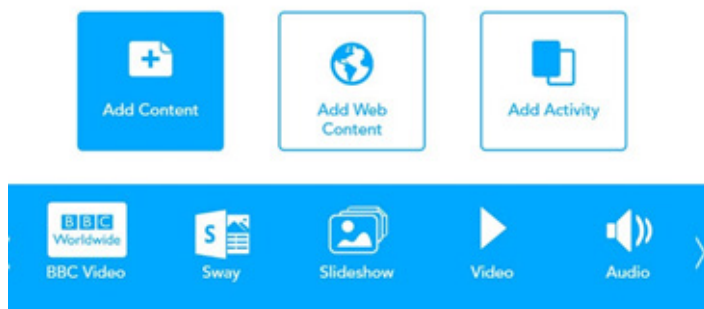 Add Content
Add Web
Content
Add Activity
BBC
Worldwide
S
BBC Video
Sway
Slideshow
Video
Audio